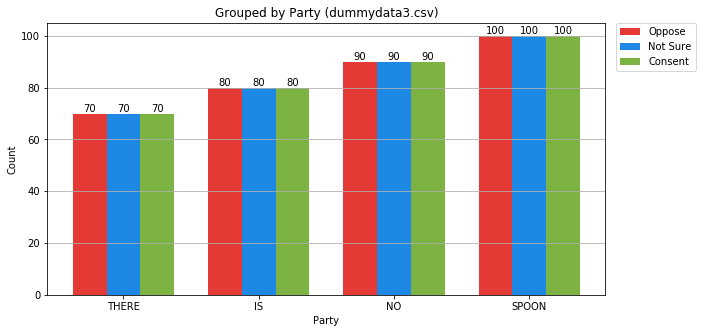 Grouped by Party (dummydata3.csv)
Oppose
Not Sure
Consent
Count
100
80
60
40
20
0
70 70 70
80 80 80
90 90 90
100 100 100
THERE IS NO SPOON
Party